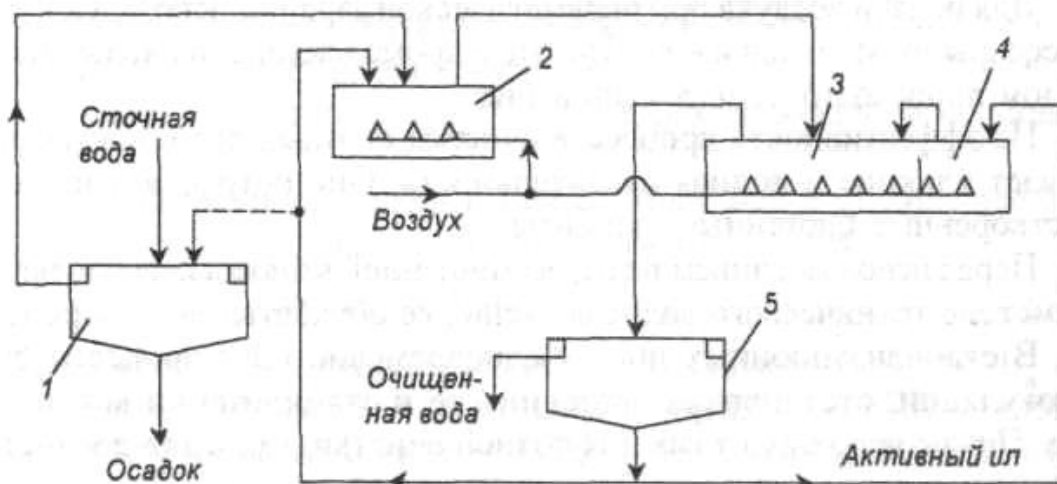 2
4
Сточная
вода
3
Воздух
5
1
Очищен-
ная вода
Осадок
Активный ил